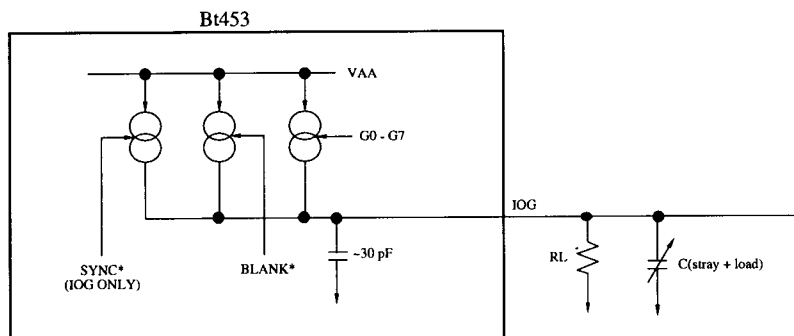 Bt453
VAA
G0 - G7
IOG
SYNC*
(IOG ONLY)
BLANK*
~30 pF
RL
C(stray + load)